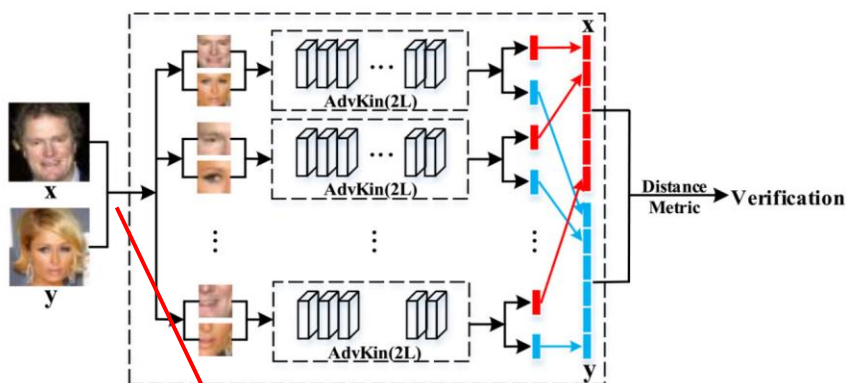 x
AdvKin(2L)
x
AdvKin(2L)
Distance
Metric
Verification
y
AdvKin(2L)
y